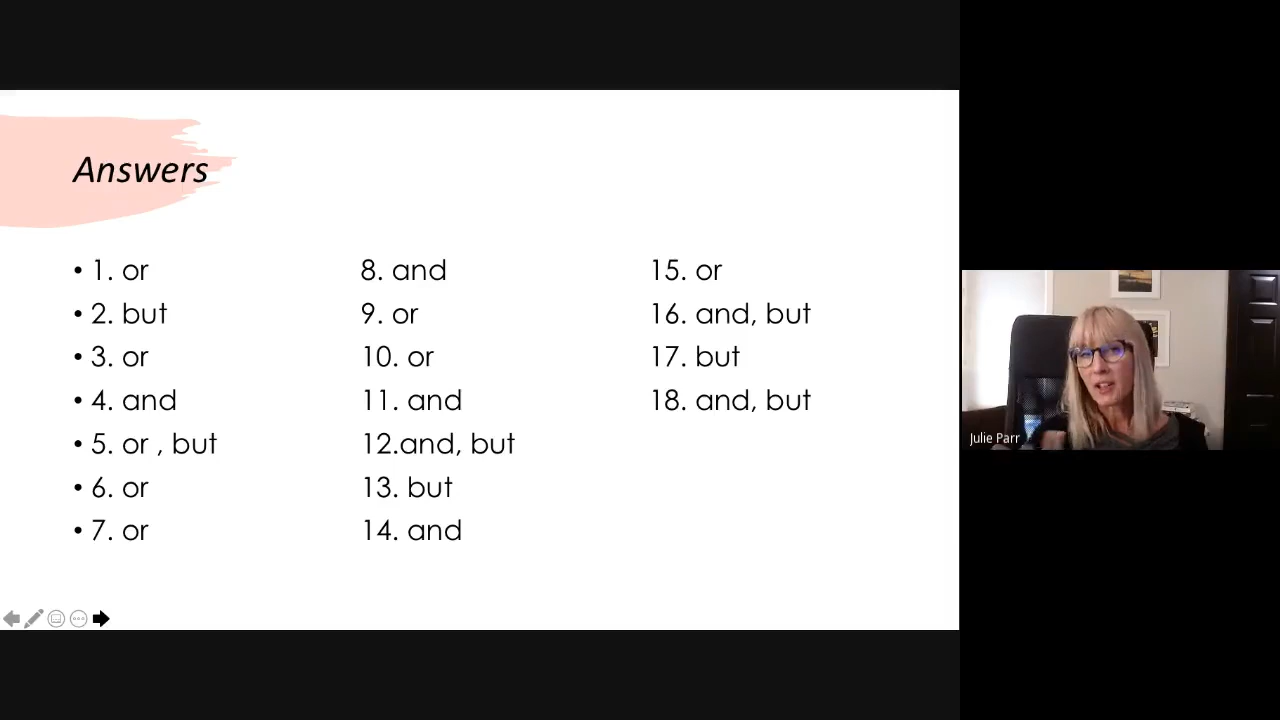 Answers
• 1. or
• 2. but
• 3. or
• 4. and
• 5. or , but
• 6. or
• 7. or
8. and
9. or
10. or
11. and
12.and, but
13. but
14. and
15. or
16. and, but
17. but
18. and, but
Julie Parr